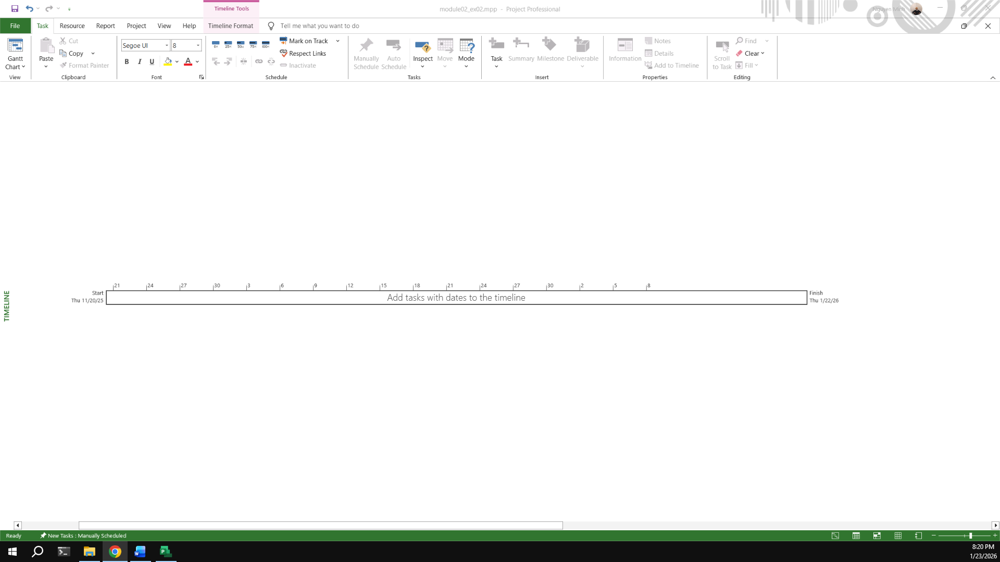 Timeline Tools
module02_ex02.mpp - Project Professional
Nguyen Minh
File Task Resource Report Project View Help Timeline Format Tell me what you want to do
Gantt Chart
View
Paste
Cut
Copy
Format Painter
Clipboard
Segoe UI 8
B I U A
Font
0% 25% 50% 75% 100%
Mark on Track
Respect Links
Inactivate
Schedule
Manually Schedule
Auto Schedule
Inspect
Move
Mode
Tasks
Task
Summary
Milestone
Deliverable
Insert
Information
Notes
Details
Add to Timeline
Properties
Scroll to Task
Find
Clear
Fill
Editing
TIMELINE
21 24 27 30 3 6 9 12 15 18 21 24 27 30 2 5 8
Start
Thu 11/20/25
Add tasks with dates to the timeline
Finish
Thu 1/22/26
Ready New Tasks : Manually Scheduled
8:20 PM
1/23/2026